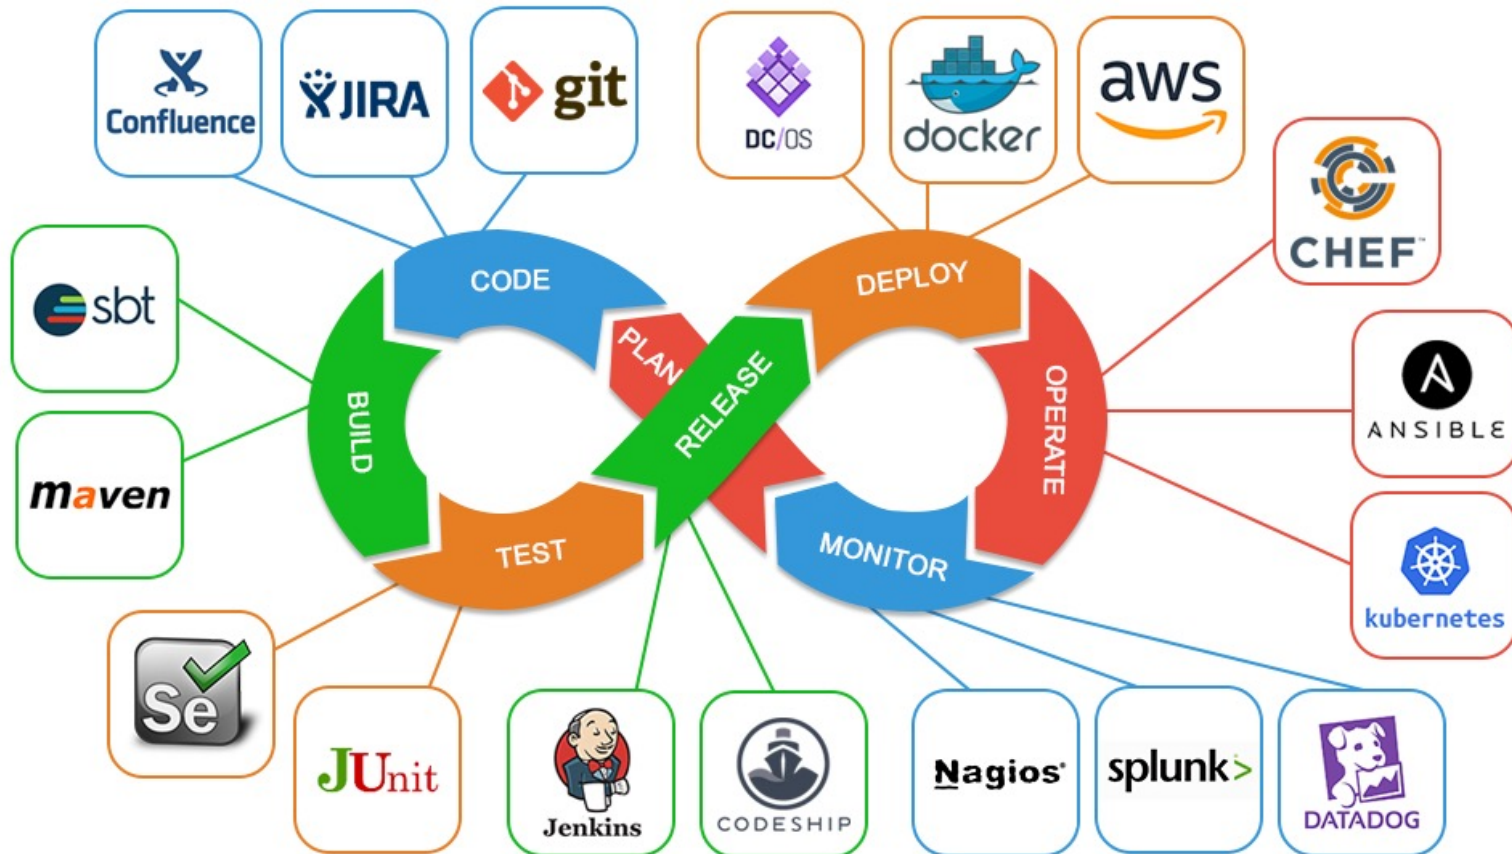 Confluence
JIRA
git
DC/OS
docker
aws
CHEF™
sbt
CODE
DEPLOY
PLAN
RELEASE
BUILD
OPERATE
ANSIBLE
maven
TEST
MONITOR
kubernetes
Se
JUnit
Jenkins
CODESHIP
Nagios®
splunk>
DATADOG